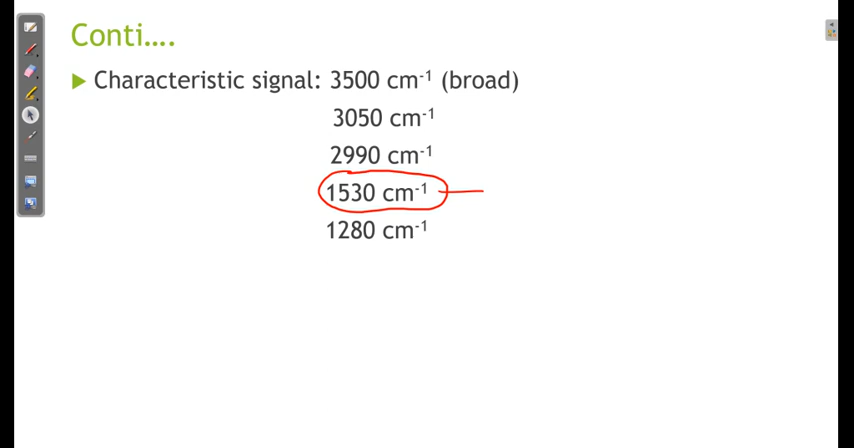 Conti....
Characteristic signal: 3500 cm⁻¹ (broad)
3050 cm⁻¹
2990 cm⁻¹
1530 cm⁻¹
1280 cm⁻¹